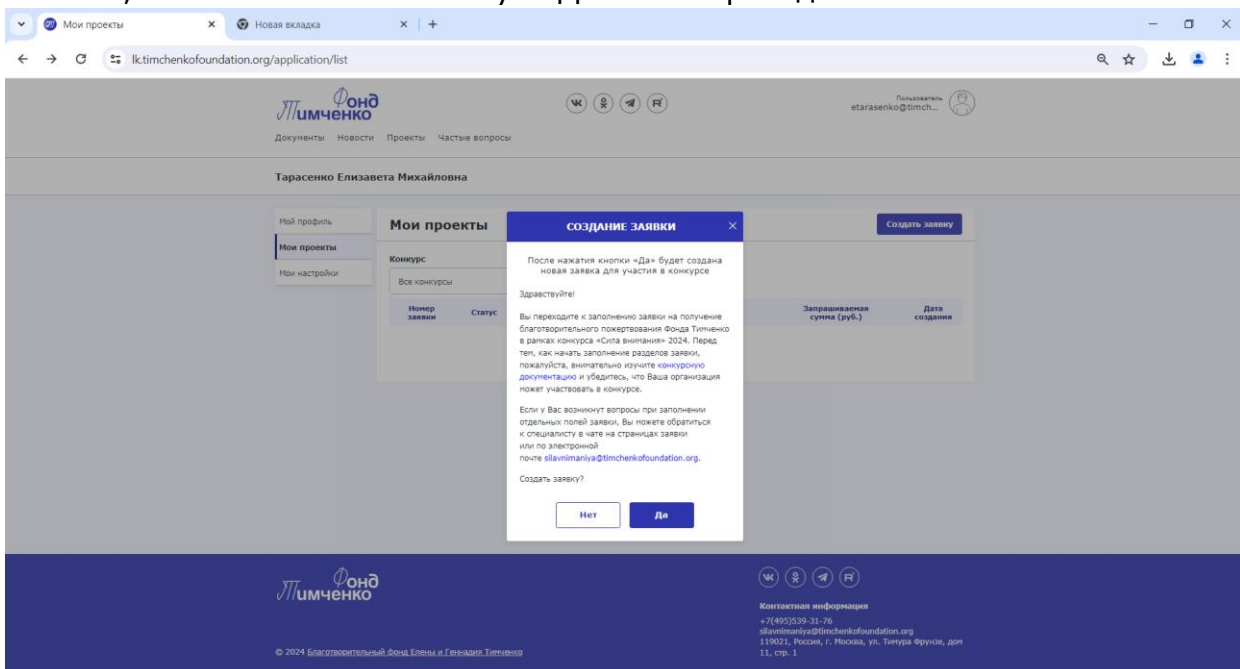 Мои проекты
Новая вкладка
lk.timchenkofoundation.org/application/list
Фонд
Тимченко
Пользователь
etarasenko@timch...
Документы Новости Проекты Частые вопросы
Тарасенко Елизавета Михайловна
Мой профиль
Мои проекты
Мои настройки
Мои проекты
Создать заявку
Конкурс
Все конкурсы
Номер заявки
Статус
Запрашиваемая сумма (руб.)
Дата создания
СОЗДАНИЕ ЗАЯВКИ
После нажатия кнопки «Да» будет создана
новая заявка для участия в конкурсе
Здравствуйте!
Вы переходите к заполнению заявки на получение
благотворительного пожертвования Фонда Тимченко
в рамках конкурса «Сила внимания» 2024. Перед
тем, как начать заполнение разделов заявки,
пожалуйста, внимательно изучите конкурсную
документацию и убедитесь, что Ваша организация
может участвовать в конкурсе.
Если у Вас возникнут вопросы при заполнении
отдельных полей заявки, Вы можете обратиться
к специалисту в чате на страницах заявки
или по электронной
почте silavnimaniya@timchenkofoundation.org.
Создать заявку?
Нет
Да
Фонд
Тимченко
© 2024 Благотворительный фонд Елены и Геннадия Тимченко
Контактная информация
+7(495)539-31-76
silavnimaniya@timchenkofoundation.org
119021, Россия, г. Москва, ул. Тимура Фрунзе, дом
11, стр. 1